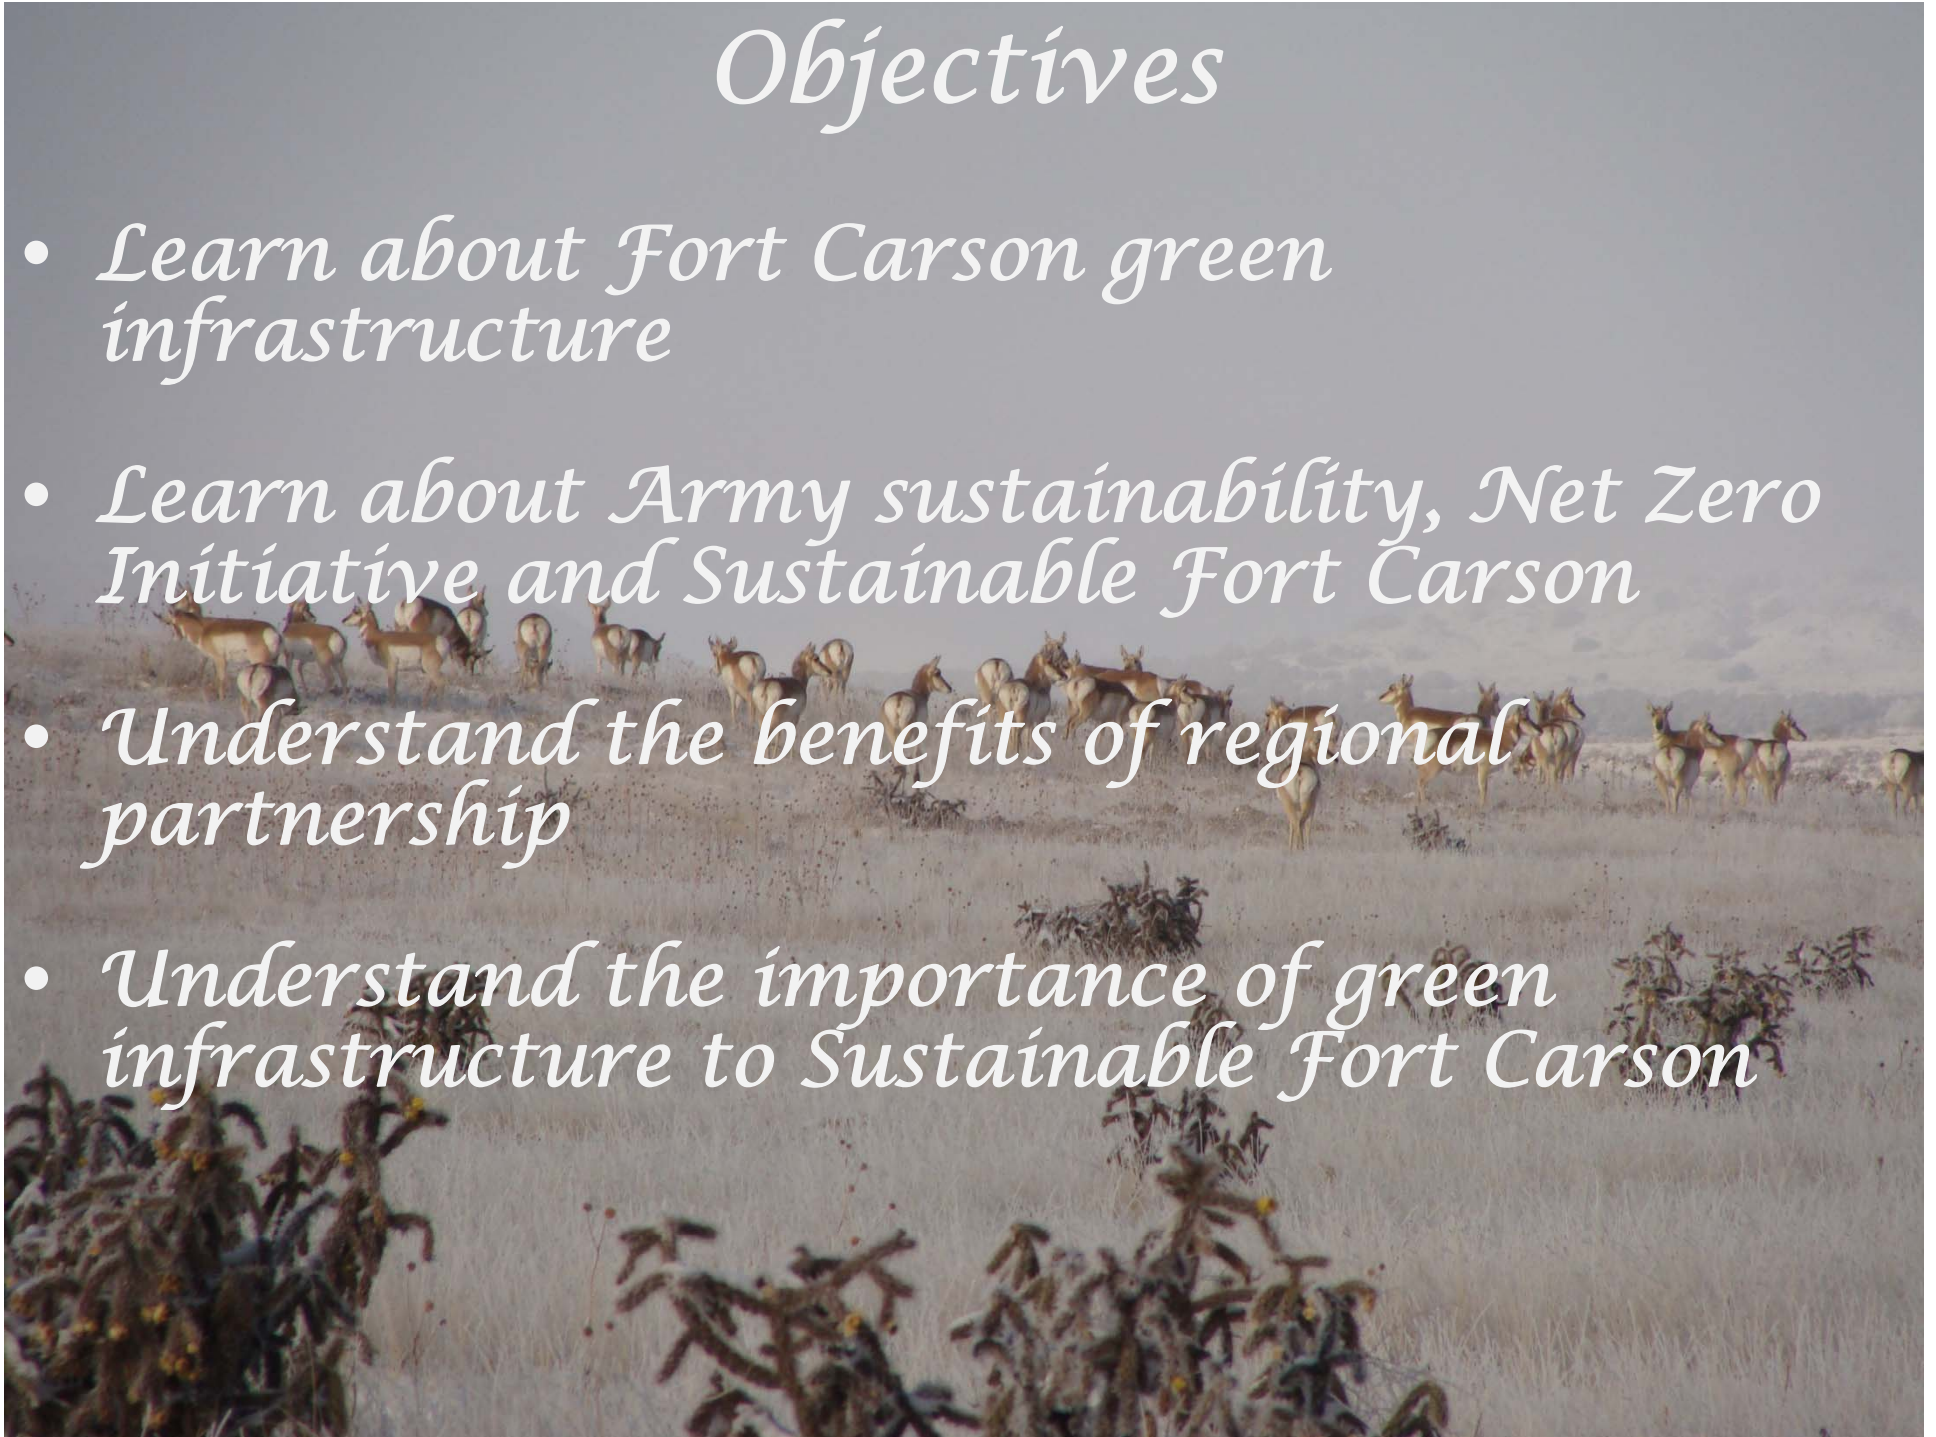 Objectives
• Learn about Fort Carson green
infrastructure
• Learn about Army sustainability, Net Zero
Initiative and Sustainable Fort Carson
• Understand the benefits of regional
partnership
• Understand the importance of green
infrastructure to Sustainable Fort Carson